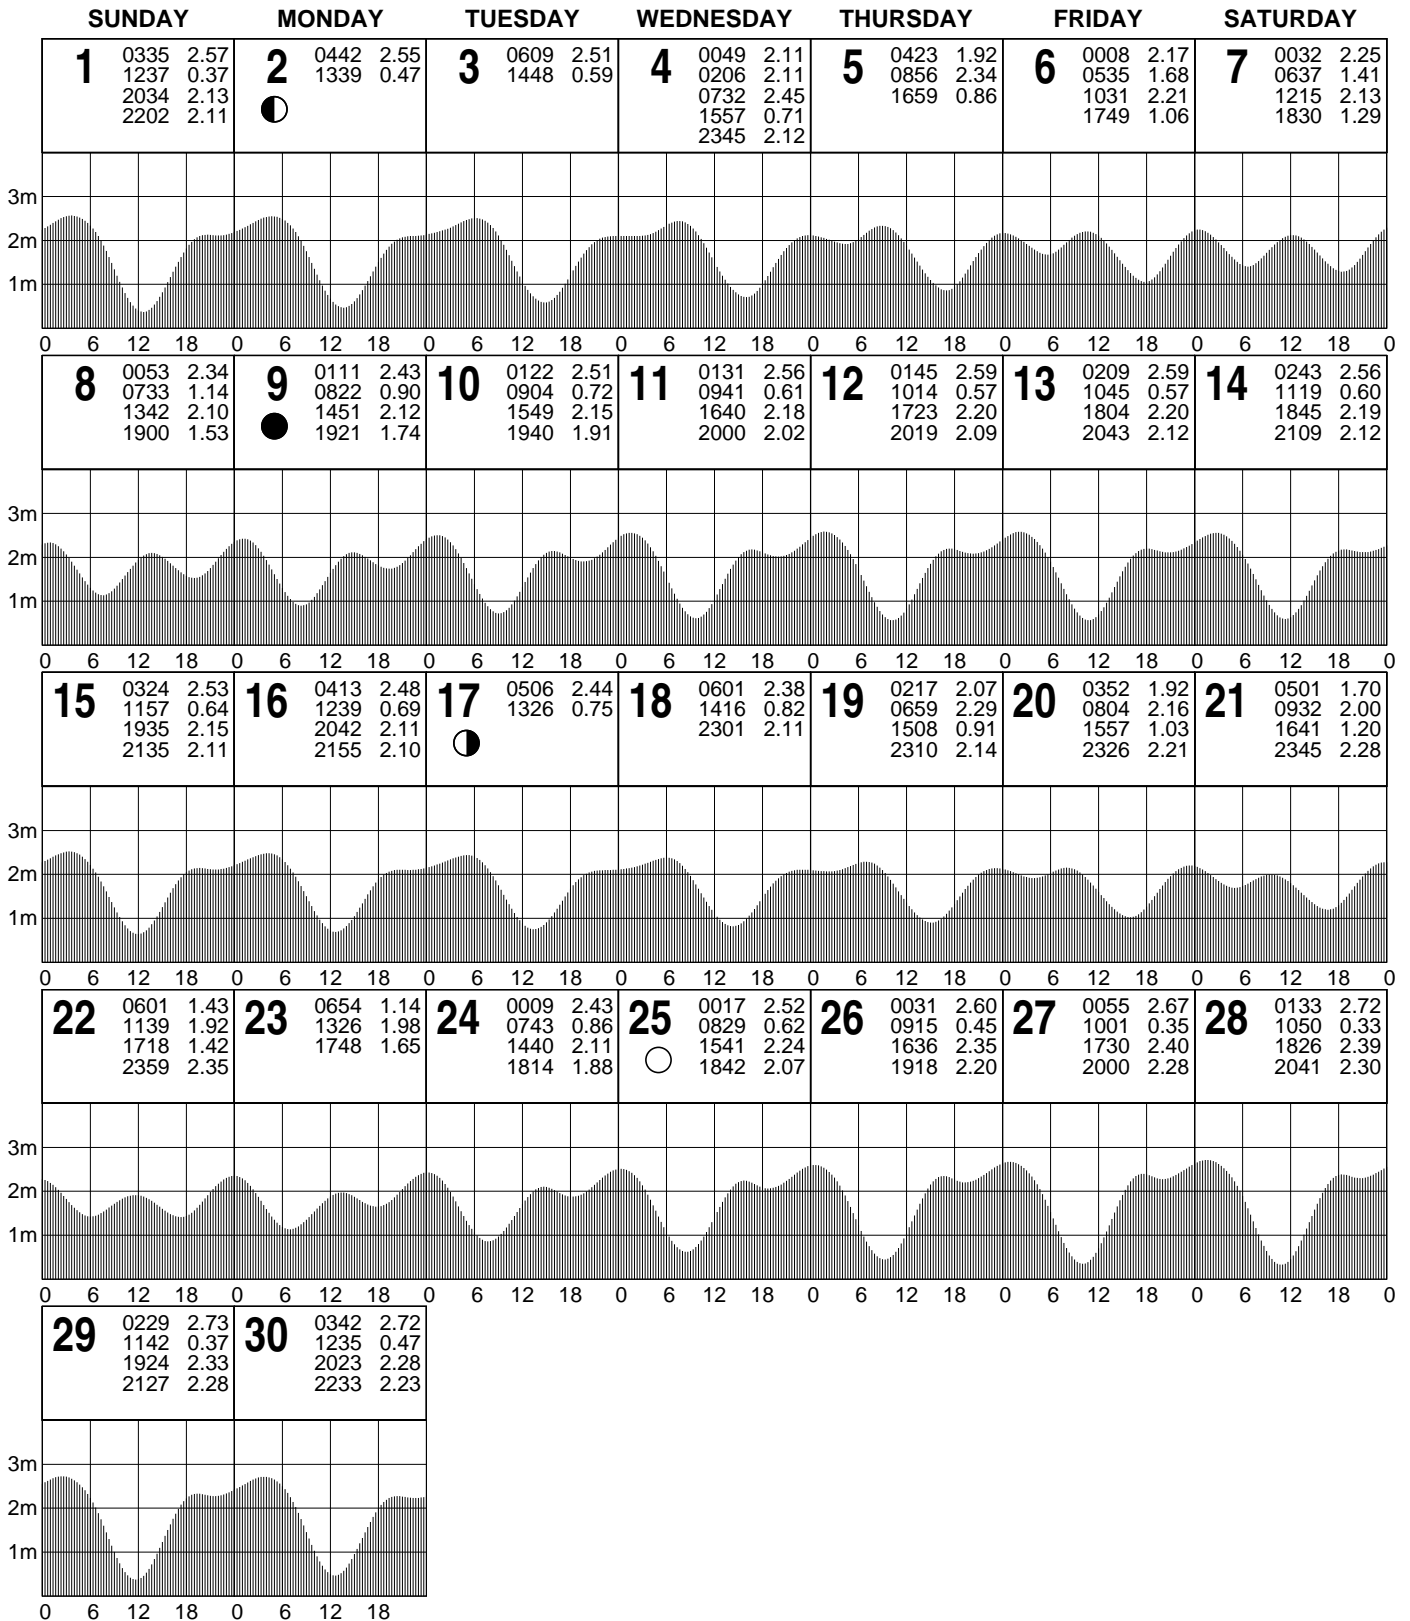 SUNDAY MONDAY TUESDAY WEDNESDAY THURSDAY FRIDAY SATURDAY
1 0335 2.57
1237 0.37
2034 2.13
2202 2.11
2 0442 2.55
1339 0.47
3 0609 2.51
1448 0.59
4 0049 2.11
0206 2.11
0732 2.45
1557 0.71
2345 2.12
5 0423 1.92
0856 2.34
1659 0.86
6 0008 2.17
0535 1.68
1031 2.21
1749 1.06
7 0032 2.25
0637 1.41
1215 2.13
1830 1.29
3m
2m
1m
0 6 12 18 0 6 12 18 0 6 12 18 0 6 12 18 0 6 12 18 0 6 12 18 0 6 12 18 0
8 0053 2.34
0733 1.14
1342 2.10
1900 1.53
9 0111 2.43
0822 0.90
1451 2.12
1921 1.74
10 0122 2.51
0904 0.72
1549 2.15
1940 1.91
11 0131 2.56
0941 0.61
1640 2.18
2000 2.02
12 0145 2.59
1014 0.57
1723 2.20
2019 2.09
13 0209 2.59
1045 0.57
1804 2.20
2043 2.12
14 0243 2.56
1119 0.60
1845 2.19
2109 2.12
3m
2m
1m
0 6 12 18 0 6 12 18 0 6 12 18 0 6 12 18 0 6 12 18 0 6 12 18 0 6 12 18 0
15 0324 2.53
1157 0.64
1935 2.15
2135 2.11
16 0413 2.48
1239 0.69
2042 2.11
2155 2.10
17 0506 2.44
1326 0.75
18 0601 2.38
1416 0.82
2301 2.11
19 0217 2.07
0659 2.29
1508 0.91
2310 2.14
20 0352 1.92
0804 2.16
1557 1.03
2326 2.21
21 0501 1.70
0932 2.00
1641 1.20
2345 2.28
3m
2m
1m
0 6 12 18 0 6 12 18 0 6 12 18 0 6 12 18 0 6 12 18 0 6 12 18 0 6 12 18 0
22 0601 1.43
1139 1.92
1718 1.42
2359 2.35
23 0654 1.14
1326 1.98
1748 1.65
24 0009 2.43
0743 0.86
1440 2.11
1814 1.88
25 0017 2.52
0829 0.62
1541 2.24
1842 2.07
26 0031 2.60
0915 0.45
1636 2.35
1918 2.20
27 0055 2.67
1001 0.35
1730 2.40
2000 2.28
28 0133 2.72
1050 0.33
1826 2.39
2041 2.30
3m
2m
1m
0 6 12 18 0 6 12 18 0 6 12 18 0 6 12 18 0 6 12 18 0 6 12 18 0 6 12 18 0
29 0229 2.73
1142 0.37
1924 2.33
2127 2.28
30 0342 2.72
1235 0.47
2023 2.28
2233 2.23
3m
2m
1m
0 6 12 18 0 6 12 18